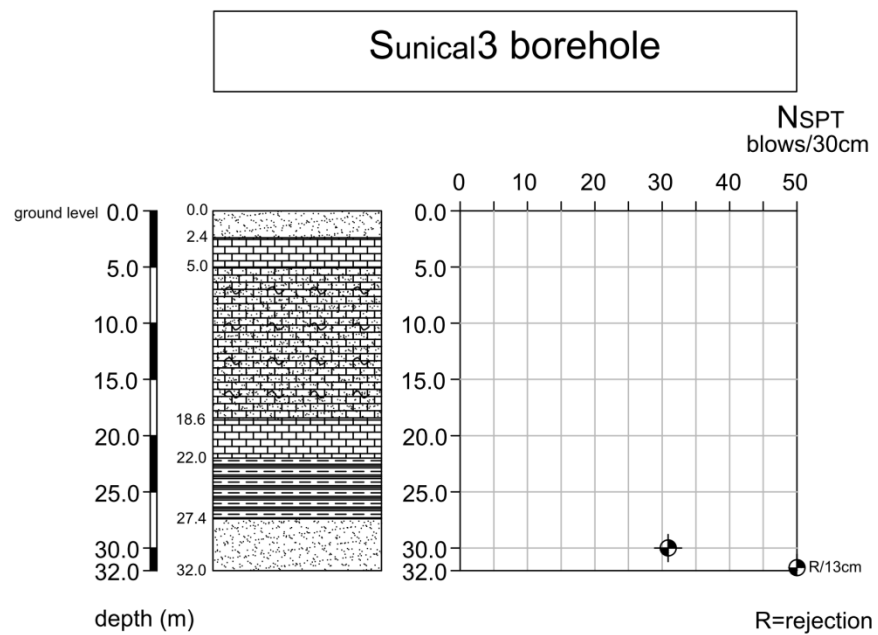 Sunical3 borehole
NSPT
blows/30cm
0 10 20 30 40 50
ground level 0.0 0.0 0.0
2.4
5.0 5.0 5.0
10.0 10.0
15.0 15.0
18.6
20.0 20.0
22.0
25.0 25.0
27.4
30.0 30.0
32.0 32.0 32.0 R/13cm
depth (m) R=rejection